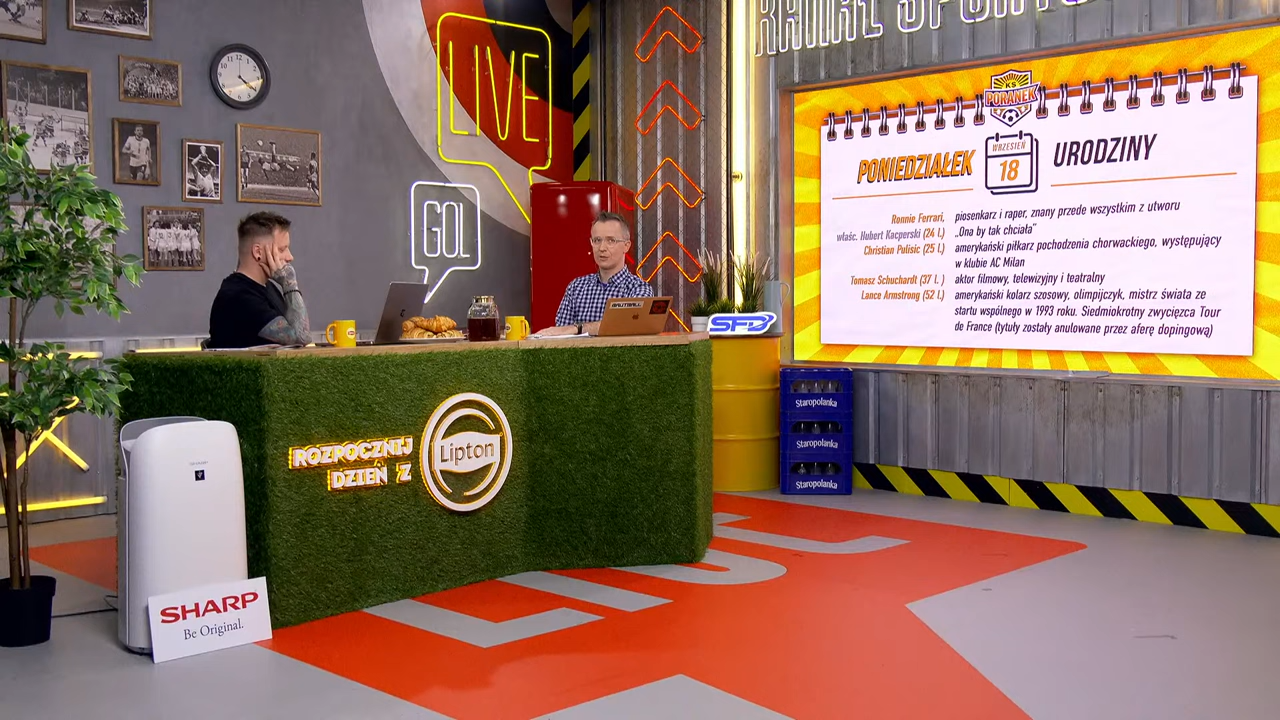 KANAŁ SPORTOWY
LIVE
GOL
KS
PORANEK
PONIEDZIAŁEK
WRZESIEŃ
18
URODZINY
Ronnie Ferrari,
właśc. Hubert Kacperski (24 l.)
piosenkarz i raper, znany przede wszystkim z utworu
„Ona by tak chciała”
Christian Pulisic (25 l.)
amerykański piłkarz pochodzenia chorwackiego, występujący
w klubie AC Milan
Tomasz Schuchardt (37 l. )
aktor filmowy, telewizyjny i teatralny
Lance Armstrong (52 l.)
amerykański kolarz szosowy, olimpijczyk, mistrz świata ze
startu wspólnego w 1993 roku. Siedmiokrotny zwycięzca Tour
de France (tytuły zostały anulowane przez aferę dopingową)
SFD
Staropolanka
Staropolanka
Staropolanka
ROZPOCZNIJ
DZIEŃ Z
Lipton
SHARP
Be Original.
LIVE